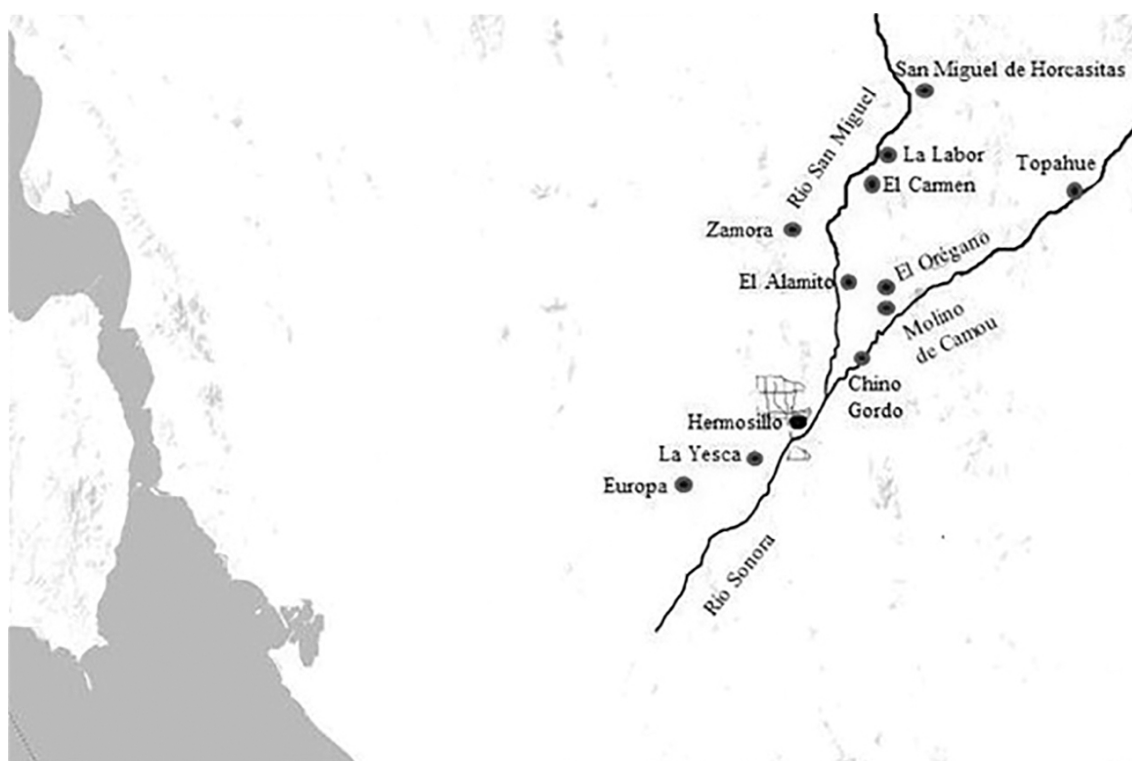 San Miguel de Horcasitas
Río San Miguel
La Labor
Topahue
El Carmen
Zamora
El Orégano
El Alamito
Molino
de Camou
Chino
Gordo
Hermosillo
La Yesca
Europa
Río Sonora